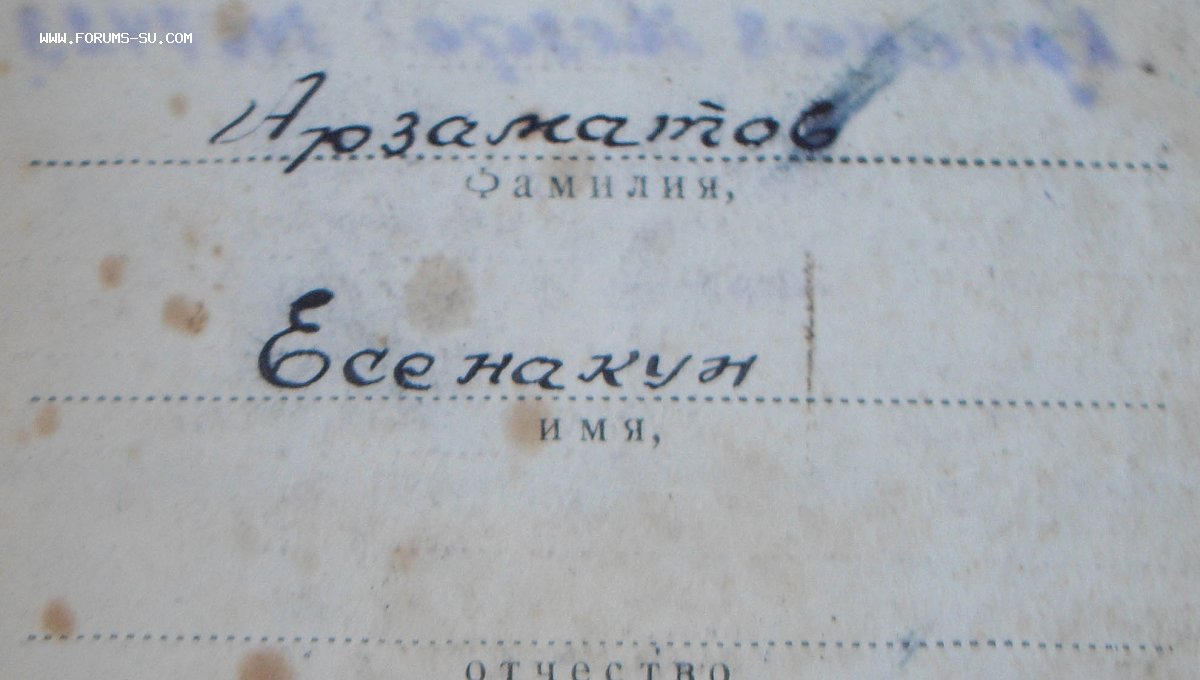 WWW.FORUMS-SU.COM
Арзаматов
Фамилия,
Есенакун
имя,
отчество